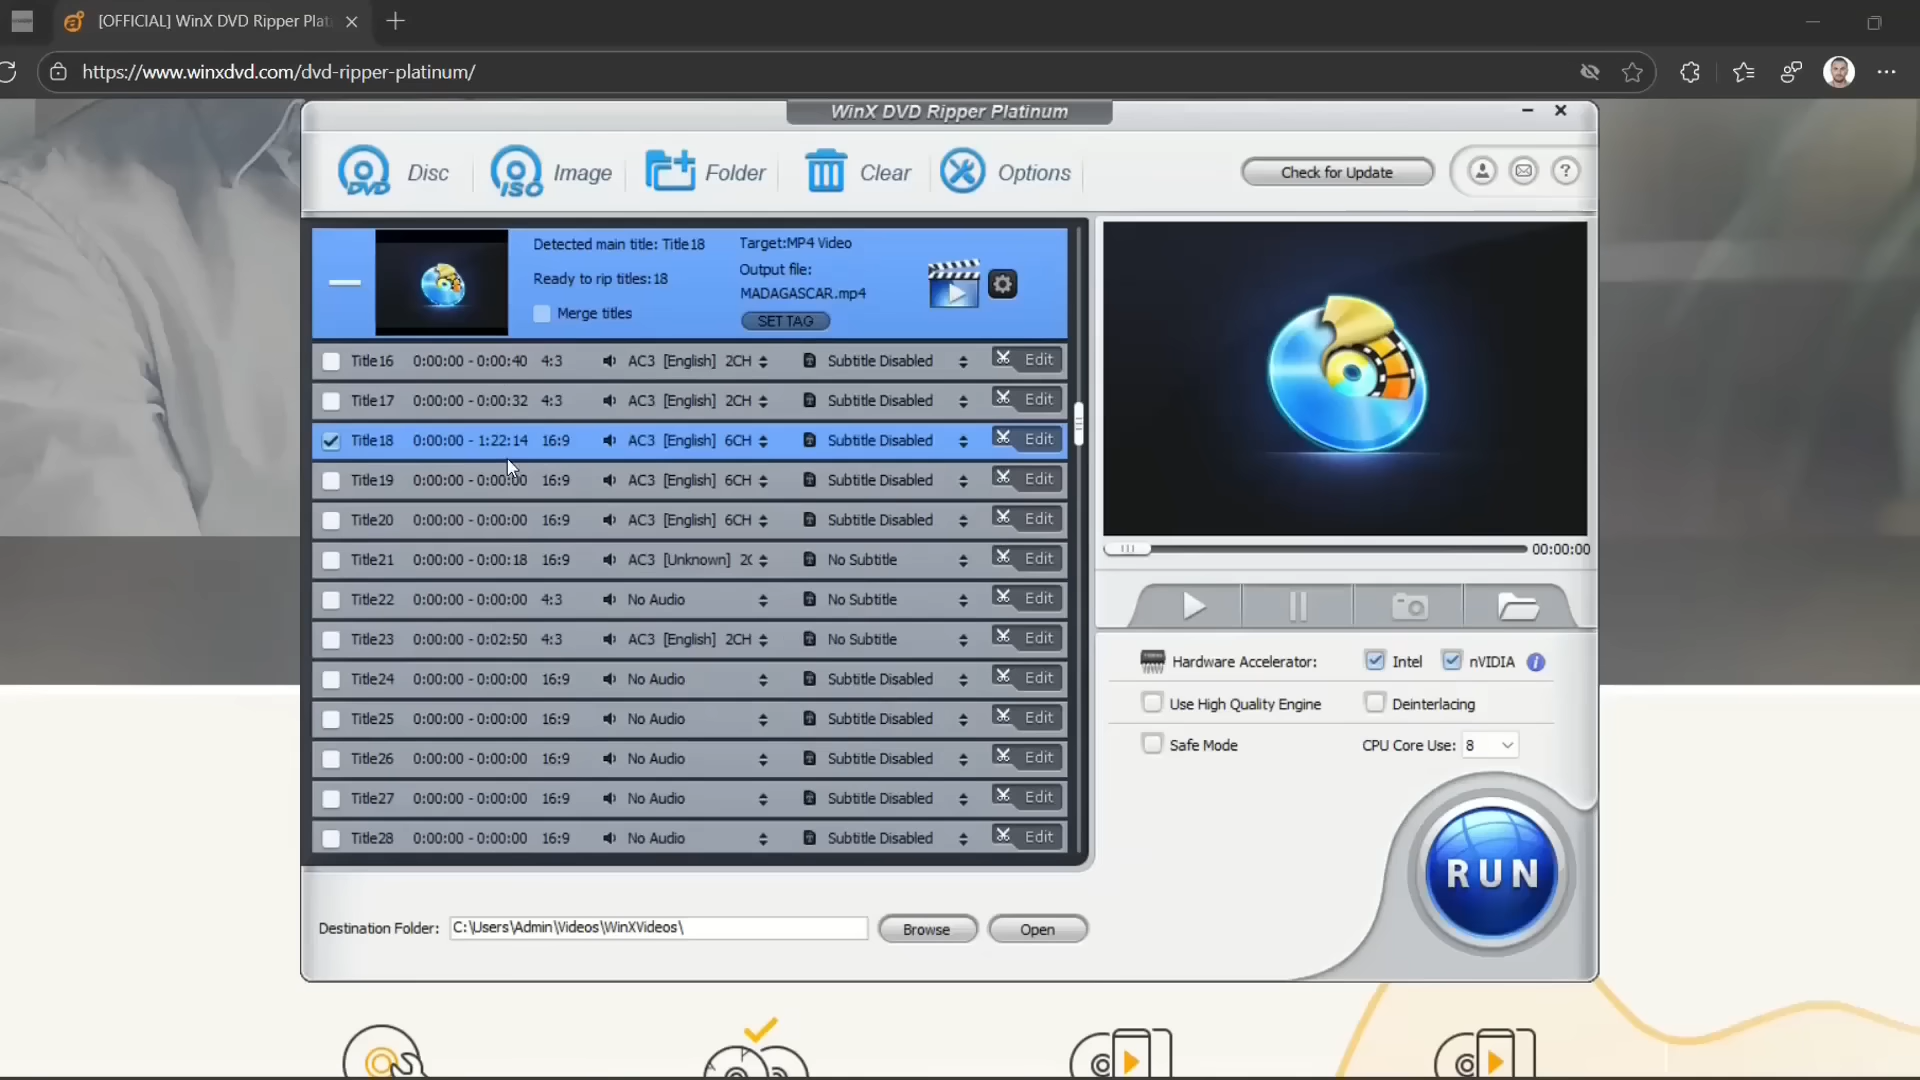 [OFFICIAL] WinX DVD Ripper Plat
https://www.winxdvd.com/dvd-ripper-platinum/
WinX DVD Ripper Platinum
DVD Disc
ISO Image
Folder
Clear
Options
Check for Update
?
Detected main title: Title18
Ready to rip titles:18
Merge titles
Target:MP4 Video
Output file:
MADAGASCAR.mp4
SET TAG
Title16 0:00:00 - 0:00:40 4:3 AC3 [English] 2CH Subtitle Disabled Edit
Title17 0:00:00 - 0:00:32 4:3 AC3 [English] 2CH Subtitle Disabled Edit
Title18 0:00:00 - 1:22:14 16:9 AC3 [English] 6CH Subtitle Disabled Edit
Title19 0:00:00 - 0:00:00 16:9 AC3 [English] 6CH Subtitle Disabled Edit
Title20 0:00:00 - 0:00:00 16:9 AC3 [English] 6CH Subtitle Disabled Edit
Title21 0:00:00 - 0:00:18 16:9 AC3 [Unknown] 2C No Subtitle Edit
Title22 0:00:00 - 0:00:00 4:3 No Audio No Subtitle Edit
Title23 0:00:00 - 0:02:50 4:3 AC3 [English] 2CH No Subtitle Edit
Title24 0:00:00 - 0:00:00 16:9 No Audio Subtitle Disabled Edit
Title25 0:00:00 - 0:00:00 16:9 No Audio Subtitle Disabled Edit
Title26 0:00:00 - 0:00:00 16:9 No Audio Subtitle Disabled Edit
Title27 0:00:00 - 0:00:00 16:9 No Audio Subtitle Disabled Edit
Title28 0:00:00 - 0:00:00 16:9 No Audio Subtitle Disabled Edit
00:00:00
Hardware Accelerator: Intel nVIDIA i
Use High Quality Engine Deinterlacing
Safe Mode CPU Core Use: 8
RUN
Destination Folder: C:\Users\Admin\Videos\WinXVideos\ Browse Open